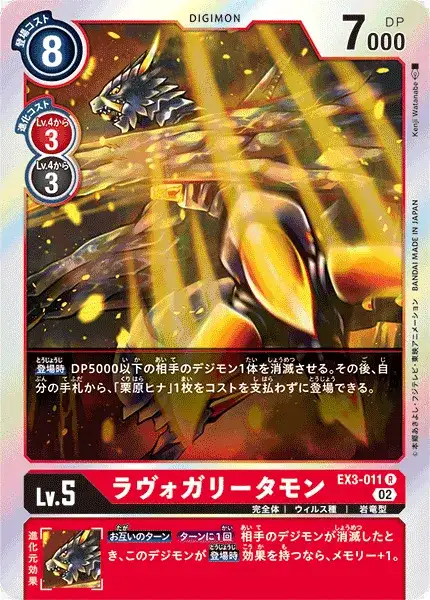 登場コスト
8
DIGIMON
DP
7000
進化コスト
Lv.4から
3
Lv.4から
3
Kenji Watanabe
©本郷あきよし・フジテレビ・東映アニメーション BANDAI MADE IN JAPAN
登場時 DP5000以下の相手のデジモン1体を消滅させる。その後、自
分の手札から、「栗原ヒナ」1枚をコストを支払わずに登場できる。
Lv.5
ラヴォガリータモン
EX3-011 R
02
完全体 ウィルス種 岩竜型
進化元効果
お互いのターン ターンに1回 相手のデジモンが消滅したと
き、このデジモンが 登場時 効果を持つなら、メモリー+1。